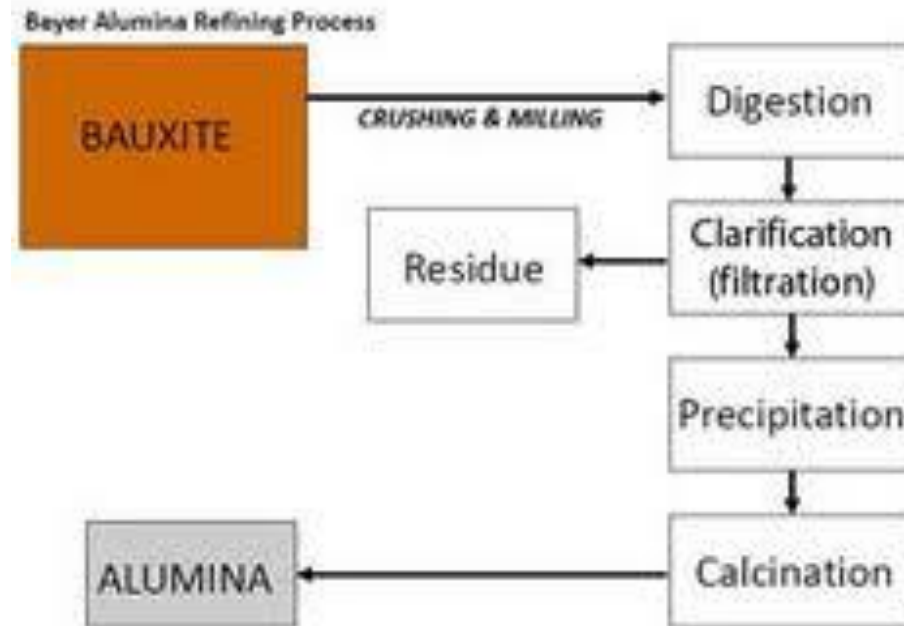 Bayer Alumina Refining Process
BAUXITE
CRUSHING & MILLING
Digestion
Clarification
(filtration)
Residue
Precipitation
Calcination
ALUMINA